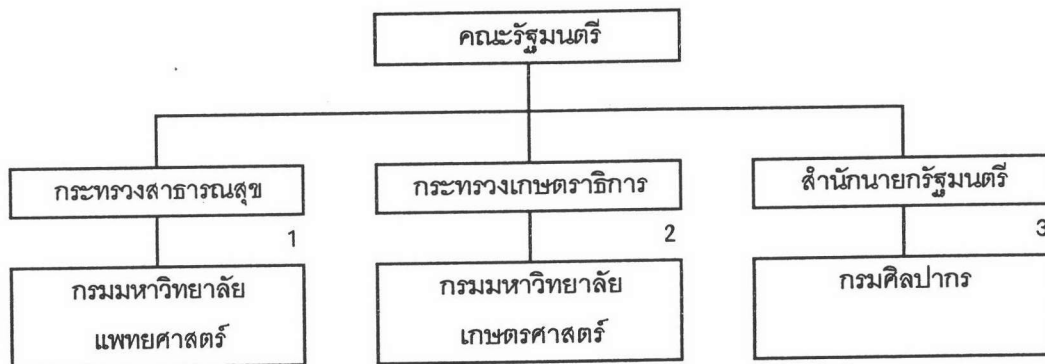 คณะรัฐมนตรี
กระทรวงสาธารณสุข
กระทรวงเกษตราธิการ
สำนักนายกรัฐมนตรี
1
2
3
กรมมหาวิทยาลัย
แพทยศาสตร์
กรมมหาวิทยาลัย
เกษตรศาสตร์
กรมศิลปากร